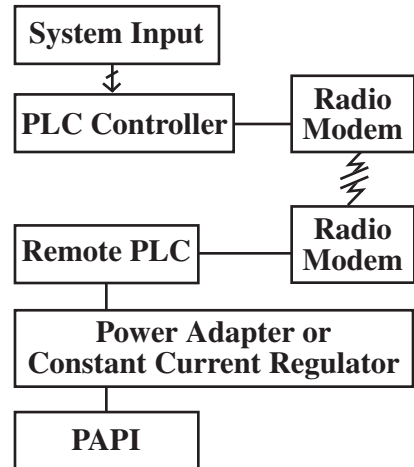 System Input
PLC Controller
Radio
Modem
Radio
Modem
Remote PLC
Power Adapter or
Constant Current Regulator
PAPI